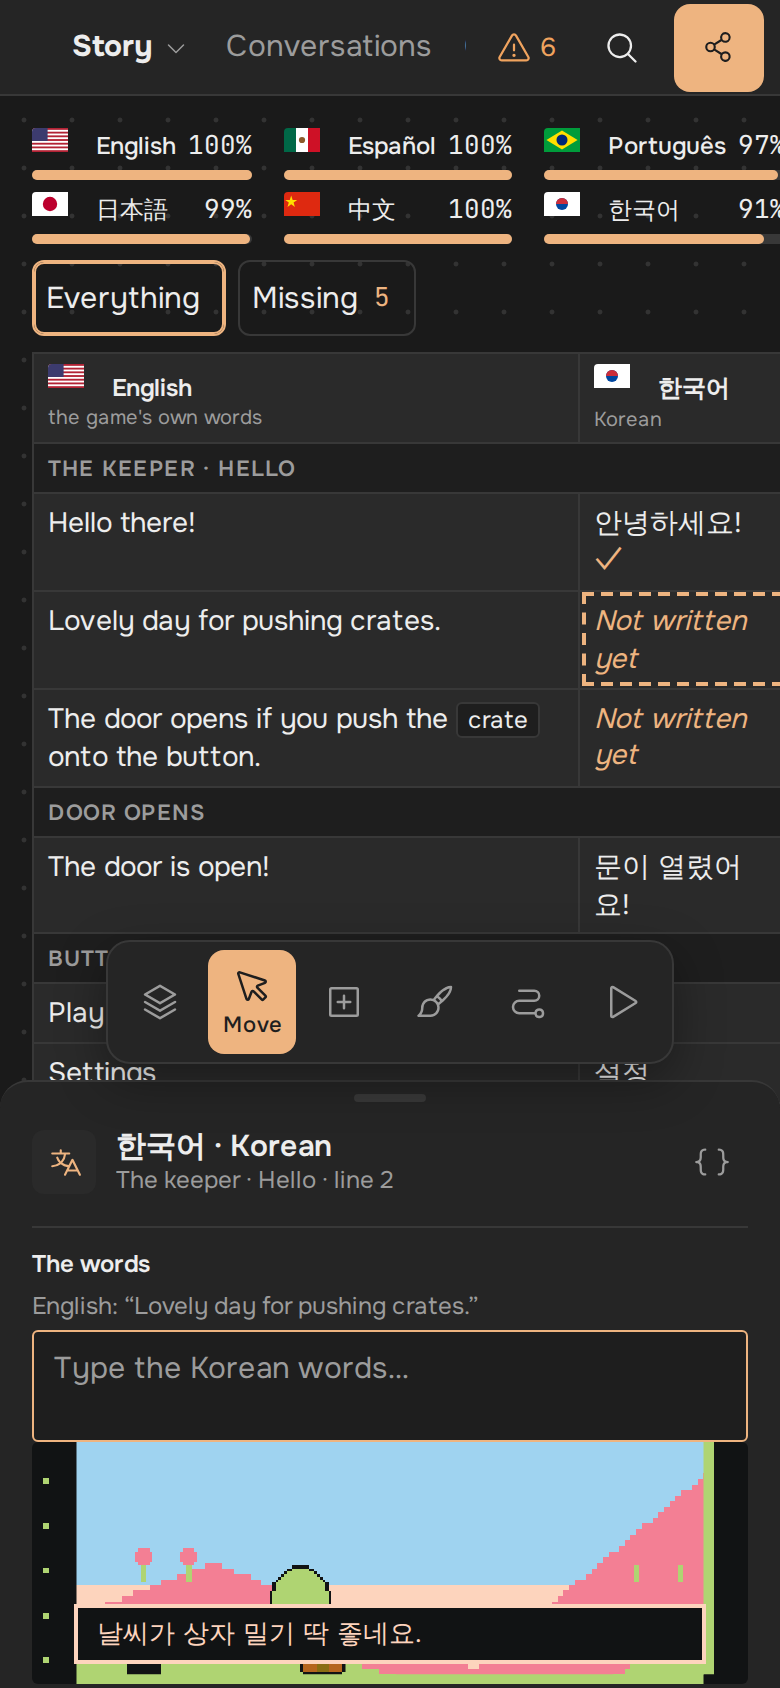 Story
Conversations
6
English 100%
Español 100%
Português 97%
日本語 99%
中文 100%
한국어 91%
Everything
Missing 5
English
the game's own words
한국어
Korean
THE KEEPER · HELLO
Hello there!
안녕하세요!
Lovely day for pushing crates.
Not written
yet
The door opens if you push the crate
onto the button.
Not written
yet
DOOR OPENS
The door is open!
문이 열렸어
요!
BUTT
Play
Settings
설정
Move
한국어 · Korean
The keeper · Hello · line 2
The words
English: “Lovely day for pushing crates.”
Type the Korean words...
날씨가 상자 밀기 딱 좋네요.